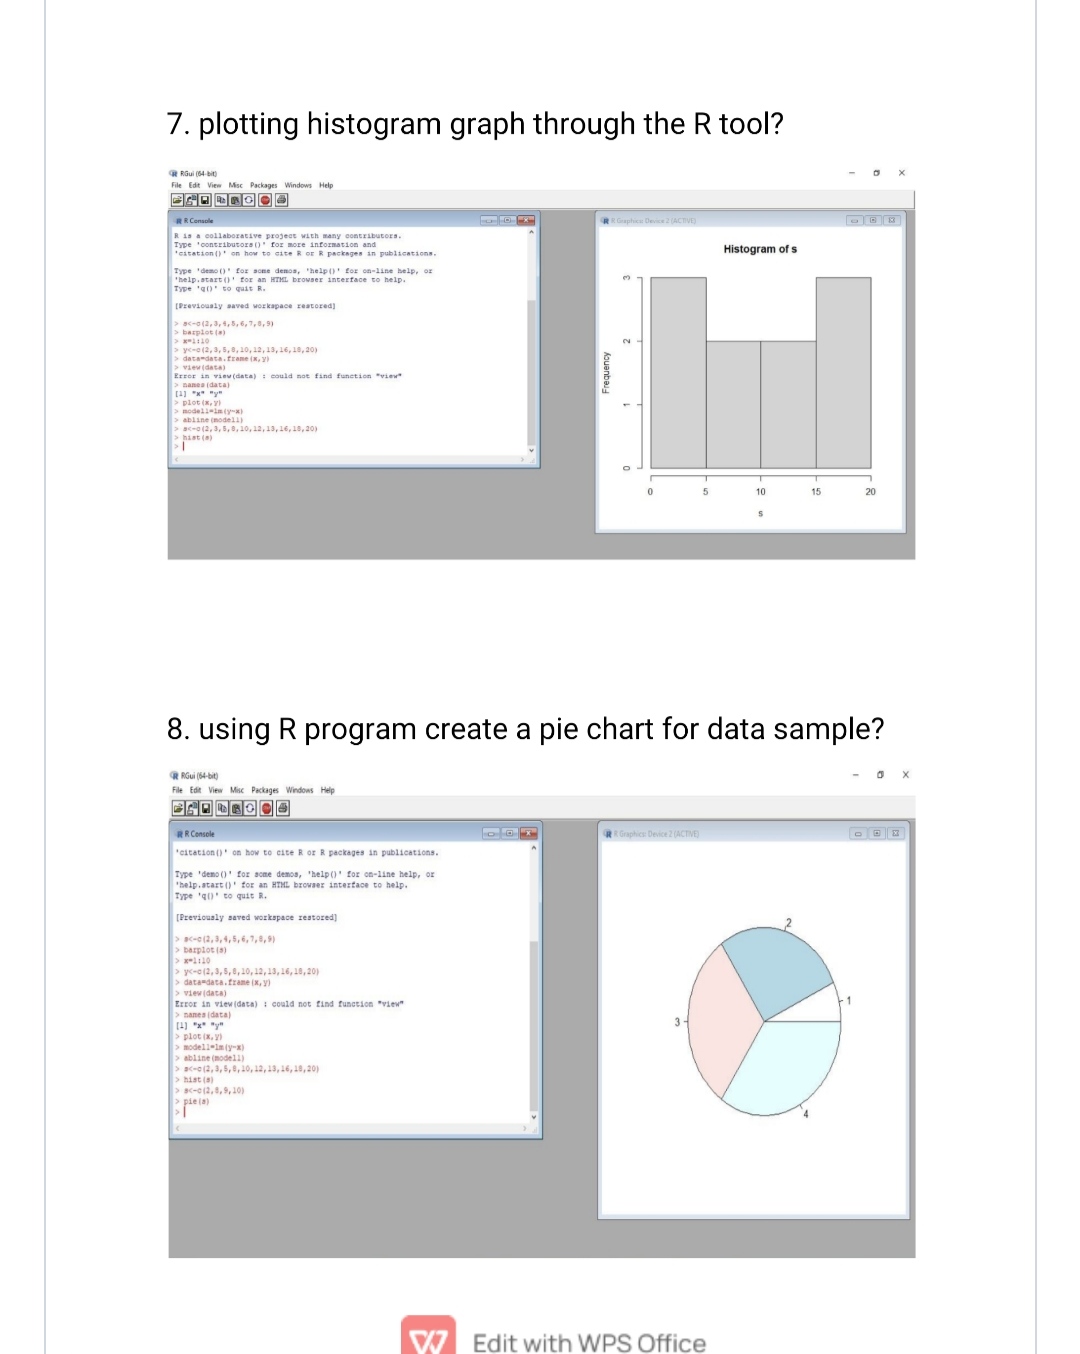 7. plotting histogram graph through the R tool?
RGui (64-bit)
File Edit View Misc Packages Windows Help
R Console
R is a collaborative project with many contributors.
Type 'contributors()' for more information and
'citation()' on how to cite R or R packages in publications.
Type 'demo()' for some demos, 'help()' for on-line help, or
'help.start()' for an HTML browser interface to help.
Type 'q()' to quit R.
[Previously saved workspace restored]
> s<-c(2,3,4,5,6,7,8,9)
> barplot(s)
> x=1:10
> y<-c(2,3,5,8,10,12,13,16,18,20)
> data=data.frame(x,y)
> view(data)
Error in view(data) : could not find function "view"
> names(data)
[1] "x" "y"
> plot(x,y)
> model1=lm(y~x)
> abline(model1)
> s<-c(2,3,5,8,10,12,13,16,18,20)
> hist(s)
>
R Graphics: Device 2 (ACTIVE)
Histogram of s
Frequency
3
2
1
0
0 5 10 15 20
s
8. using R program create a pie chart for data sample?
RGui (64-bit)
File Edit View Misc Packages Windows Help
R Console
'citation()' on how to cite R or R packages in publications.
Type 'demo()' for some demos, 'help()' for on-line help, or
'help.start()' for an HTML browser interface to help.
Type 'q()' to quit R.
[Previously saved workspace restored]
> s<-c(2,3,4,5,6,7,8,9)
> barplot(s)
> x=1:10
> y<-c(2,3,5,8,10,12,13,16,18,20)
> data=data.frame(x,y)
> view(data)
Error in view(data) : could not find function "view"
> names(data)
[1] "x" "y"
> plot(x,y)
> model1=lm(y~x)
> abline(model1)
> s<-c(2,3,5,8,10,12,13,16,18,20)
> hist(s)
> s<-c(2,8,9,10)
> pie(s)
>
R Graphics: Device 2 (ACTIVE)
2
1
3
4
Edit with WPS Office